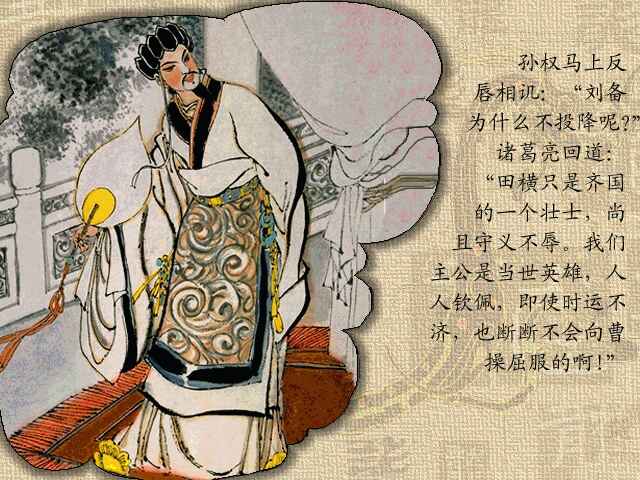 孙权马上反
唇相讥：“刘备
为什么不投降呢?”
诸葛亮回道：
“田横只是齐国
的一个壮士，尚
且守义不辱。我们
主公是当世英雄，人
人钦佩，即使时运不
济，也断断不会向曹
操屈服的啊!”